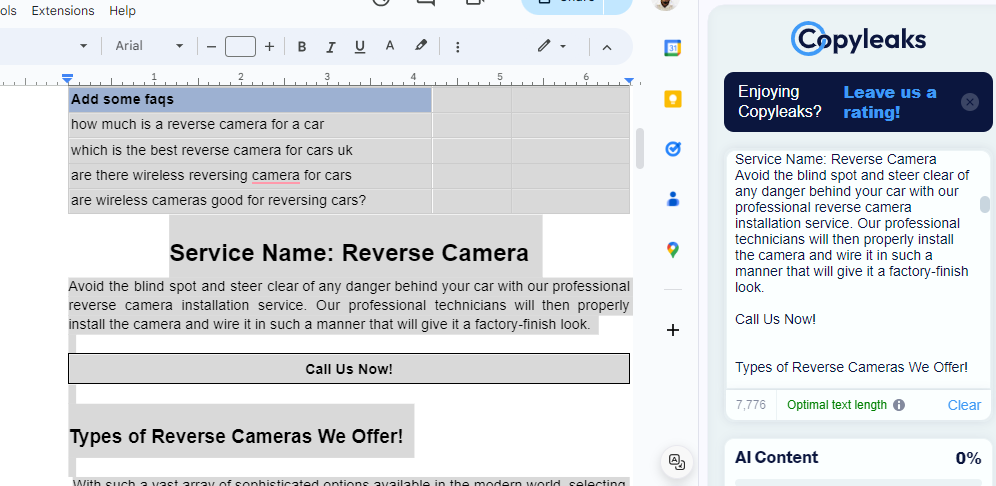 ols Extensions Help
Share
Arial
B I U A
1 2 3 4 5 6
Add some faqs
how much is a reverse camera for a car
which is the best reverse camera for cars uk
are there wireless reversing camera for cars
are wireless cameras good for reversing cars?
Service Name: Reverse Camera
Avoid the blind spot and steer clear of any danger behind your car with our professional
reverse camera installation service. Our professional technicians will then properly
install the camera and wire it in such a manner that will give it a factory-finish look.
Call Us Now!
Types of Reverse Cameras We Offer!
With such a vast array of sophisticated options available in the modern world, selecting
31
Copyleaks
Enjoying
Copyleaks?
Leave us a
rating!
Service Name: Reverse Camera
Avoid the blind spot and steer clear of
any danger behind your car with our
professional reverse camera
installation service. Our professional
technicians will then properly install
the camera and wire it in such a
manner that will give it a factory-finish
look.
Call Us Now!
Types of Reverse Cameras We Offer!
7,776 Optimal text length Clear
AI Content 0%